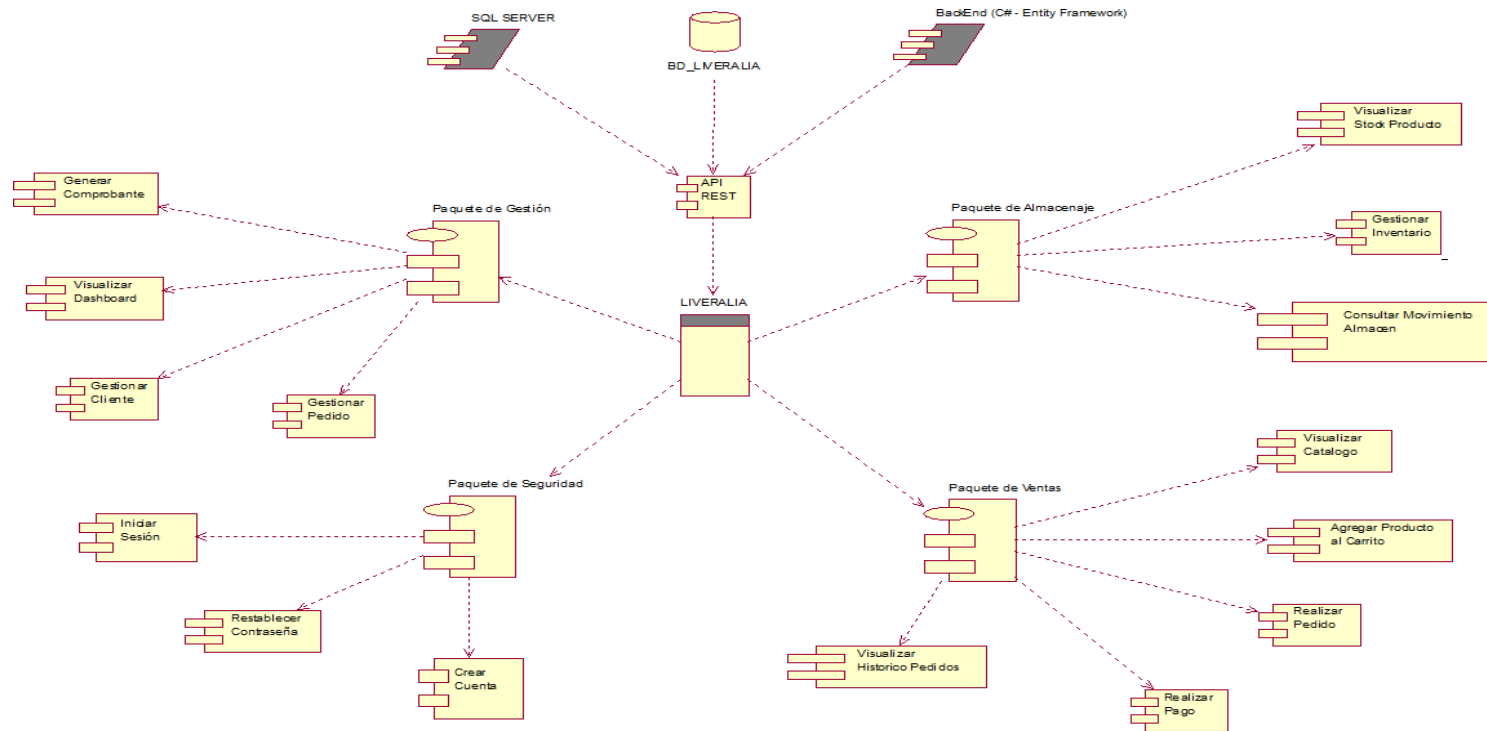 SQL SERVER
BD_LIVERALIA
BackEnd (C# - Entity Framework)
API
REST
LIVERALIA
Paquete de Gestión
Generar
Comprobante
Visualizar
Dashboard
Gestionar
Cliente
Gestionar
Pedido
Paquete de Almacenaje
Visualizar
Stock Producto
Gestionar
Inventario
Consultar Movimiento
Almacen
Paquete de Seguridad
Iniciar
Sesión
Restablecer
Contraseña
Crear
Cuenta
Paquete de Ventas
Visualizar
Catalogo
Agregar Producto
al Carrito
Realizar
Pedido
Realizar
Pago
Visualizar
Historico Pedidos